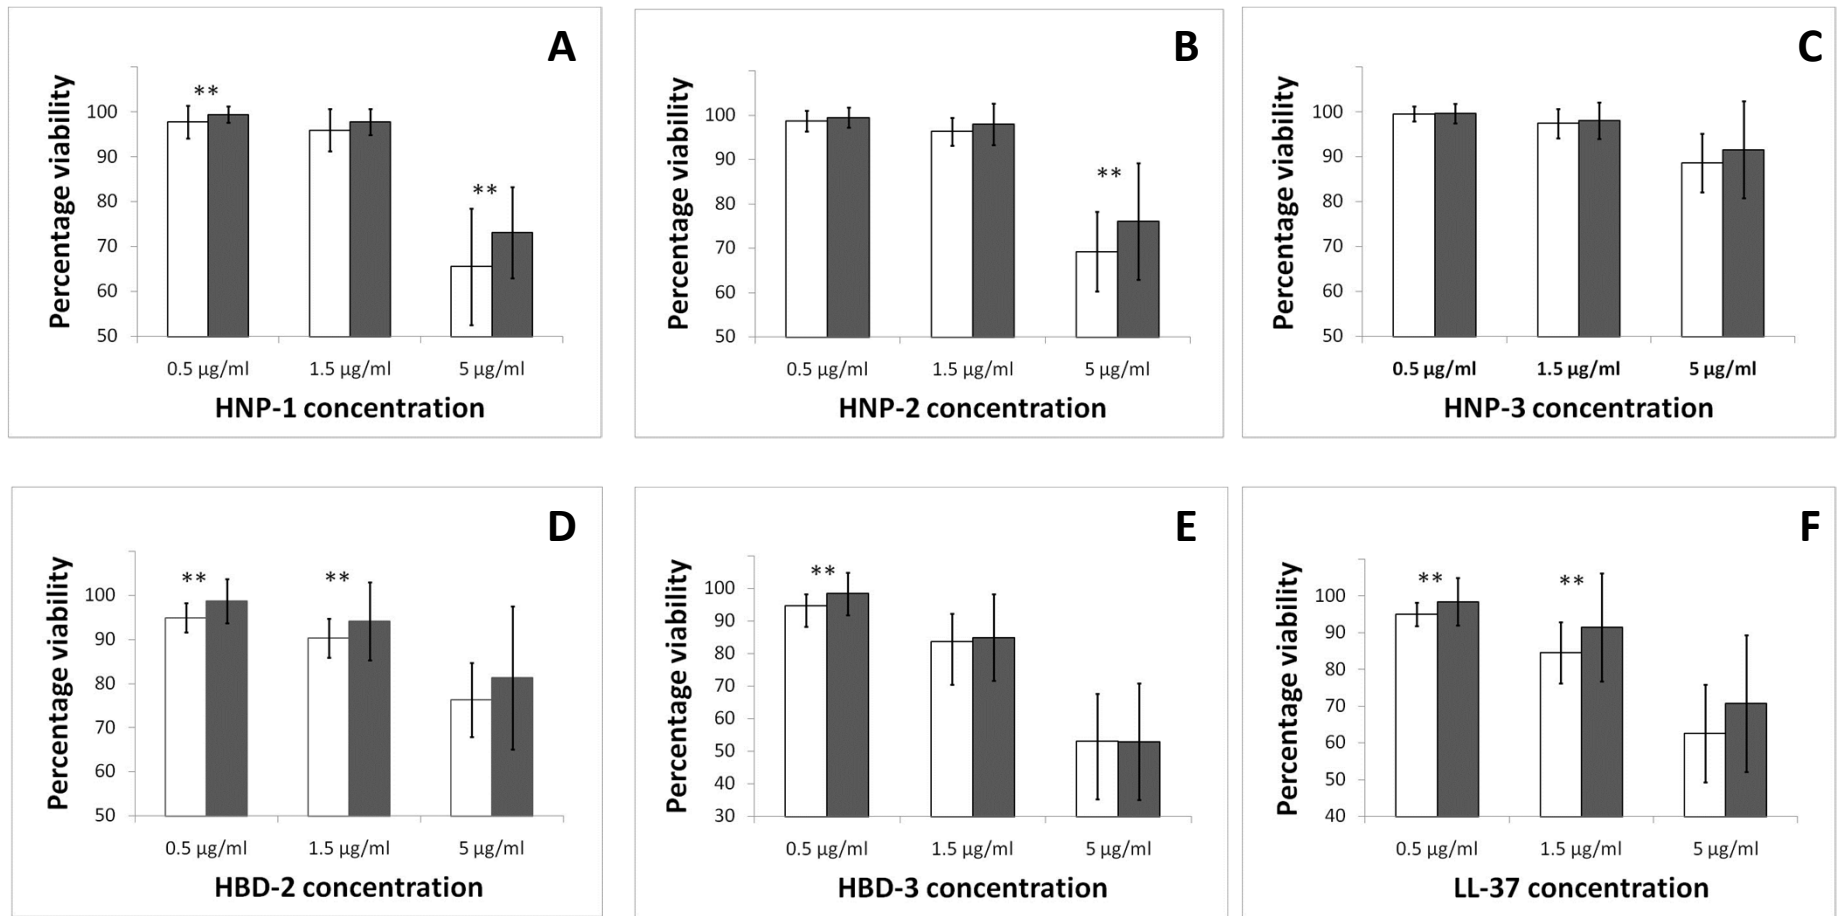 A
Percentage viability
100
90
80
70
60
50
**
**
0.5 µg/ml 1.5 µg/ml 5 µg/ml
HNP-1 concentration
B
Percentage viability
100
90
80
70
60
50
**
0.5 µg/ml 1.5 µg/ml 5 µg/ml
HNP-2 concentration
C
Percentage viability
100
90
80
70
60
50
0.5 µg/ml 1.5 µg/ml 5 µg/ml
HNP-3 concentration
D
Percentage viability
100
90
80
70
60
50
** **
0.5 µg/ml 1.5 µg/ml 5 µg/ml
HBD-2 concentration
E
Percentage viability
100
90
80
70
60
50
40
30
**
0.5 µg/ml 1.5 µg/ml 5 µg/ml
HBD-3 concentration
F
Percentage viability
100
90
80
70
60
50
40
** **
0.5 µg/ml 1.5 µg/ml 5 µg/ml
LL-37 concentration